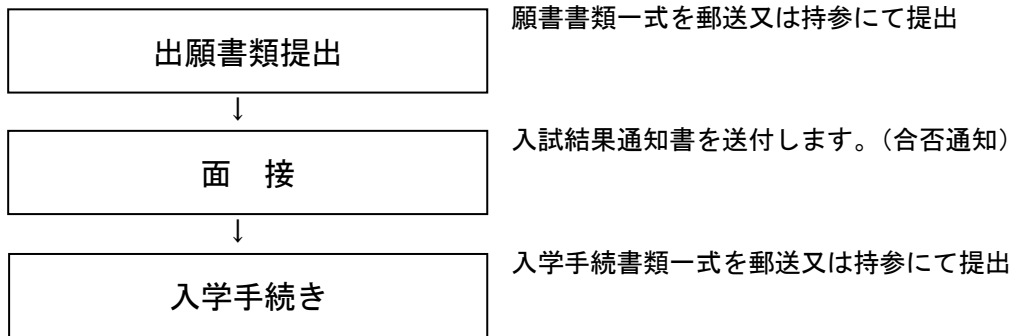 願書書類一式を郵送又は持参にて提出
出願書類提出
↓
入試結果通知書を送付します。（合否通知）
面　接
↓
入学手続書類一式を郵送又は持参にて提出
入学手続き